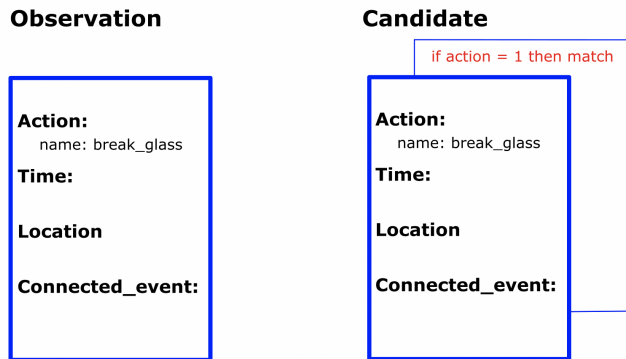 Observation
Candidate
if action = 1 then match
Action:
name: break_glass
Time:
Location
Connected_event:
Action:
name: break_glass
Time:
Location
Connected_event: